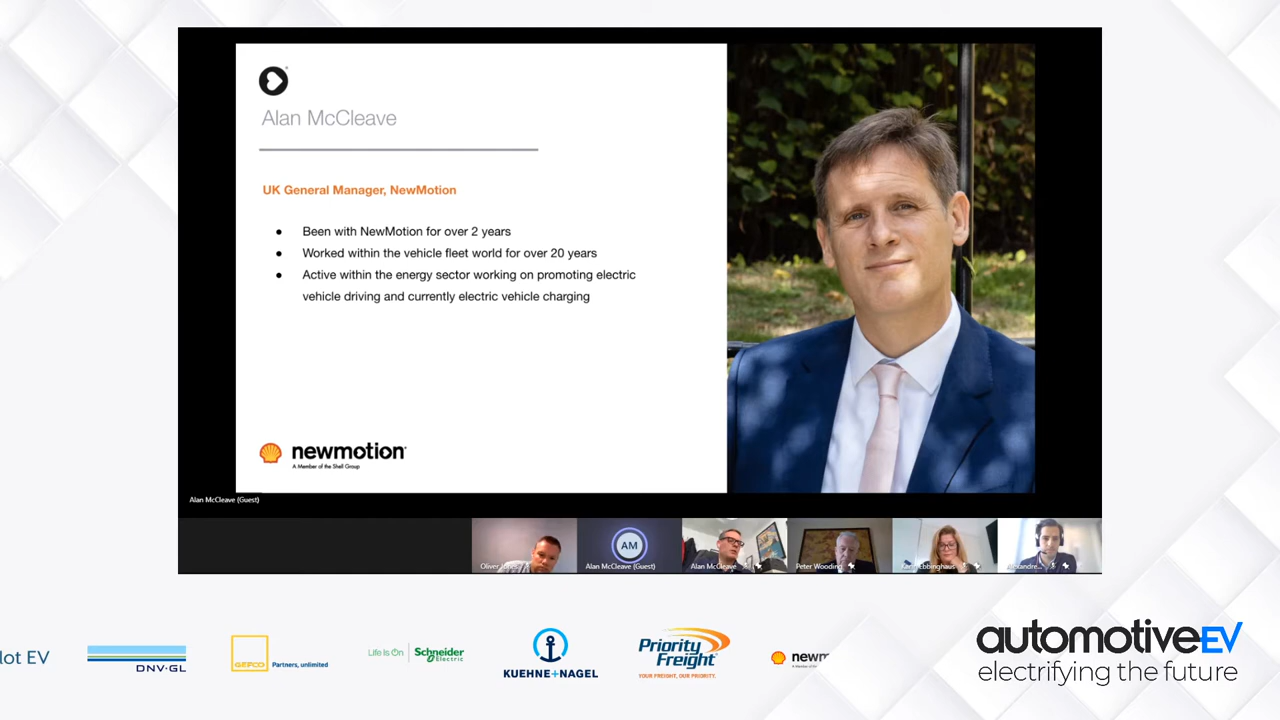 Alan McCleave
UK General Manager, NewMotion
● Been with NewMotion for over 2 years
● Worked within the vehicle fleet world for over 20 years
● Active within the energy sector working on promoting electric
vehicle driving and currently electric vehicle charging
newmotion
A Member of the Shell Group
Alan McCleave (Guest)
AM
Oliver
Alan McCleave (Guest)
Alan McCleave
Peter Wooding
Ebbinghaus
Alexandre...
lot EV
DNV·GL
GEFCO
Partners, unlimited
Life Is On
Schneider
Electric
KUEHNE+NAGEL
Priority
Freight
YOUR FREIGHT, OUR PRIORITY.
newm
automotiveEV
electrifying the future